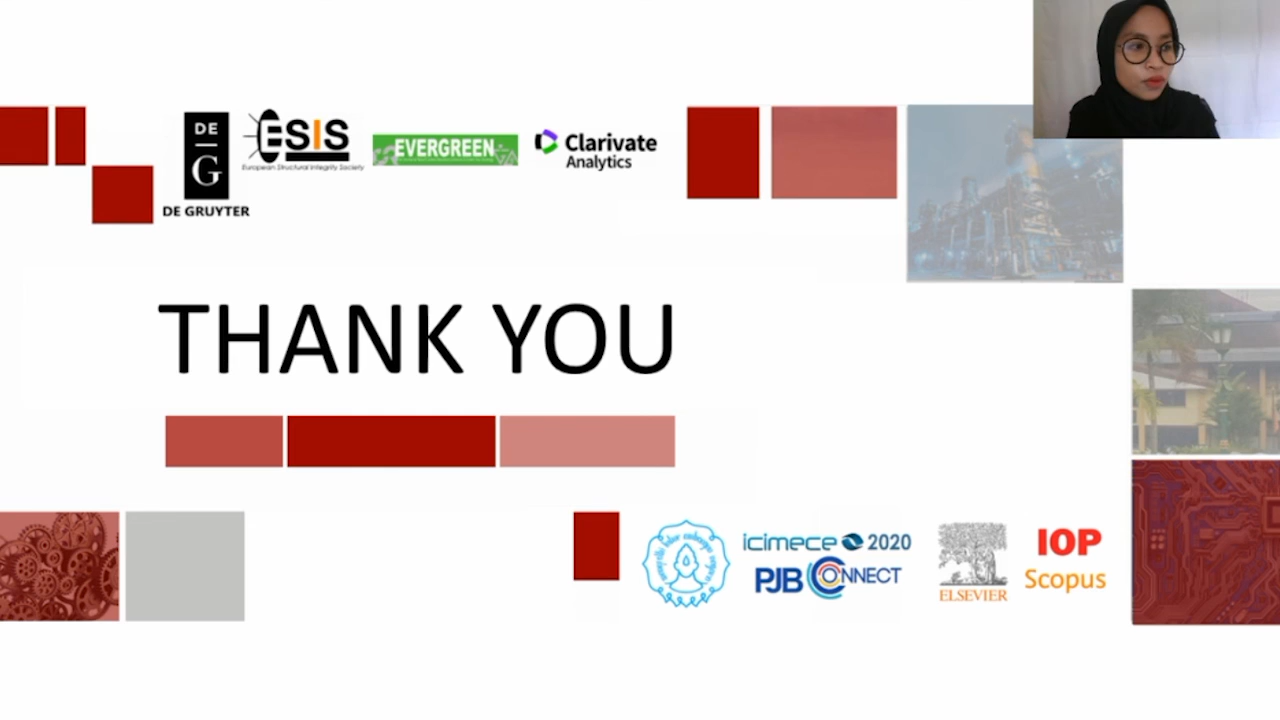 DE
G
DE GRUYTER
ESIS
European Structural Integrity Society
EVERGREEN
Clarivate
Analytics
THANK YOU
icimece 2020
PJB CONNECT
ELSEVIER
IOP
Scopus